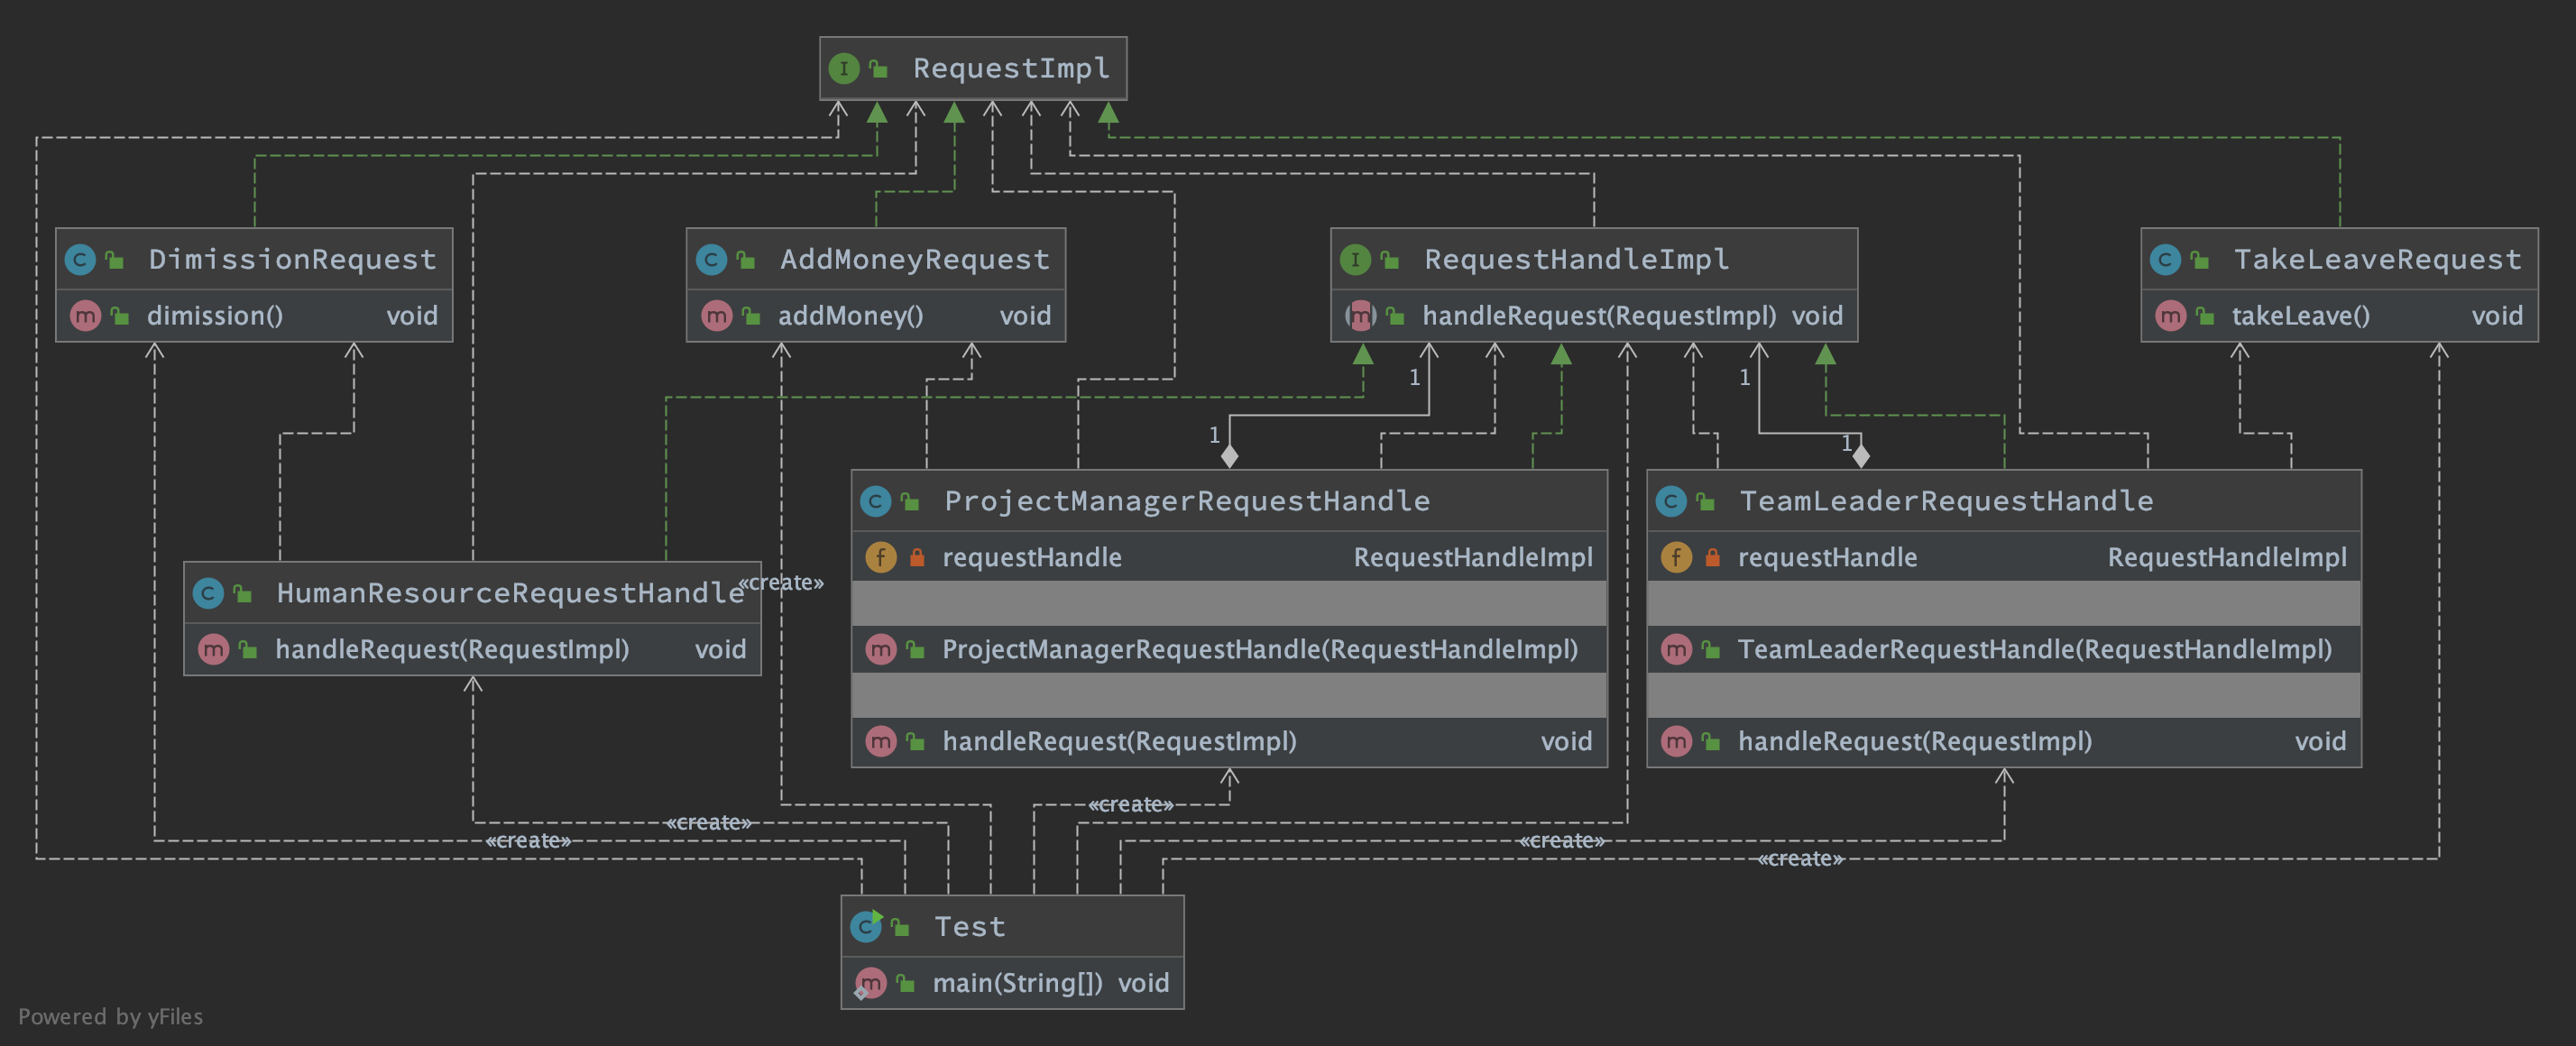 RequestImpl
DimissionRequest
dimission() void
AddMoneyRequest
addMoney() void
RequestHandleImpl
handleRequest(RequestImpl) void
TakeLeaveRequest
takeLeave() void
1
1
1
1
ProjectManagerRequestHandle
requestHandle RequestHandleImpl
ProjectManagerRequestHandle(RequestHandleImpl)
handleRequest(RequestImpl) void
TeamLeaderRequestHandle
requestHandle RequestHandleImpl
TeamLeaderRequestHandle(RequestHandleImpl)
handleRequest(RequestImpl) void
HumanResourceRequestHandle
handleRequest(RequestImpl) void
«create»
«create»
«create»
«create»
«create»
«create»
Test
main(String[]) void
Powered by yFiles